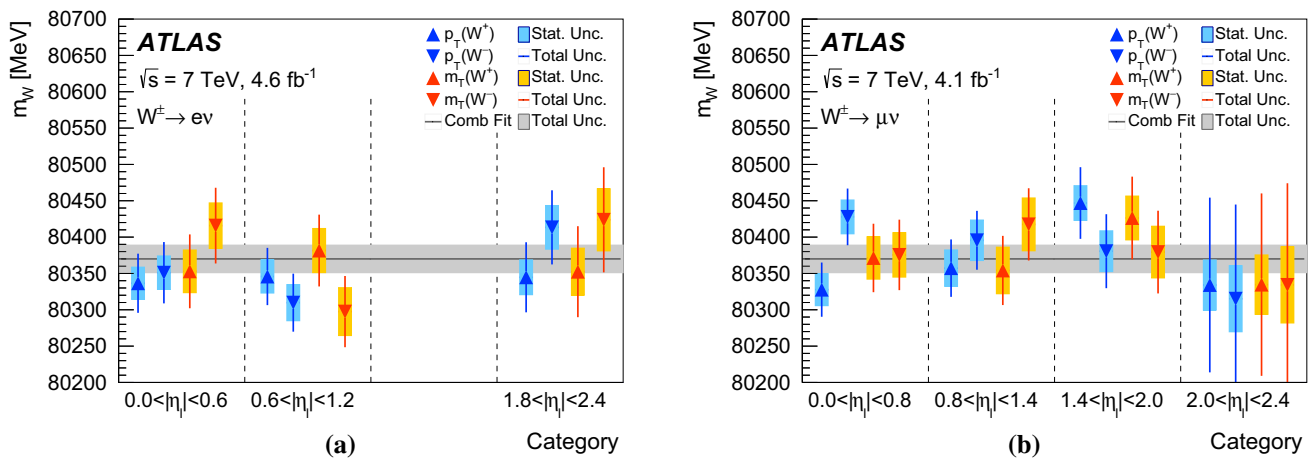 m_W [MeV]
80700
80650
80600
80550
80500
80450
80400
80350
80300
80250
80200
ATLAS
√s = 7 TeV, 4.6 fb⁻¹
W± → eν
p_T(W⁺) Stat. Unc.
p_T(W⁻) Total Unc.
m_T(W⁺) Stat. Unc.
m_T(W⁻) Total Unc.
Comb Fit Total Unc.
0.0<|η_l|<0.6 0.6<|η_l|<1.2 1.8<|η_l|<2.4
(a) Category
m_W [MeV]
80700
80650
80600
80550
80500
80450
80400
80350
80300
80250
80200
ATLAS
√s = 7 TeV, 4.1 fb⁻¹
W± → μν
p_T(W⁺) Stat. Unc.
p_T(W⁻) Total Unc.
m_T(W⁺) Stat. Unc.
m_T(W⁻) Total Unc.
Comb Fit Total Unc.
0.0<|η_l|<0.8 0.8<|η_l|<1.4 1.4<|η_l|<2.0 2.0<|η_l|<2.4
(b) Category